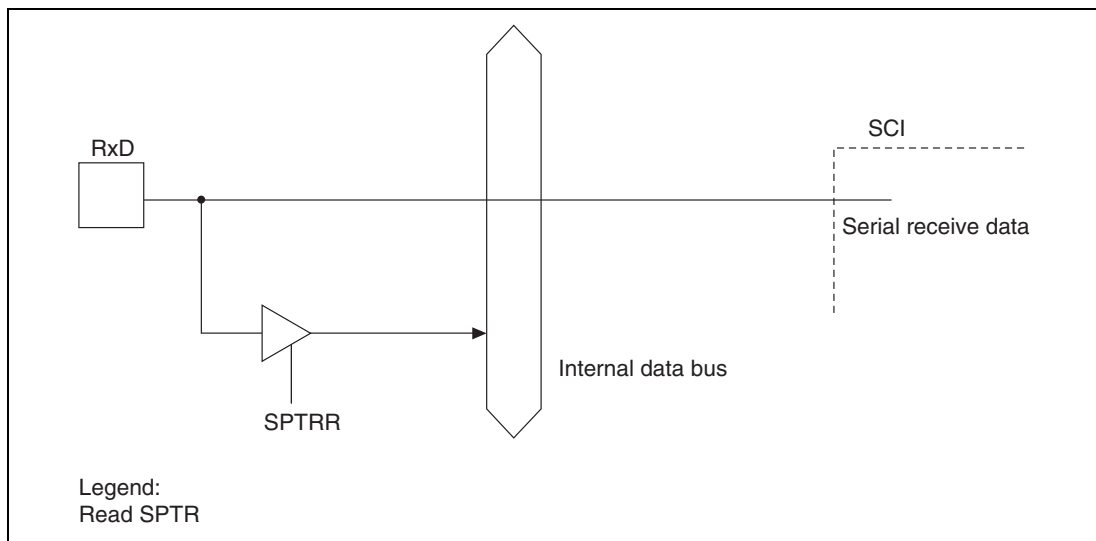 SCI
RxD
Serial receive data
Internal data bus
SPTRR
Legend:
Read SPTR